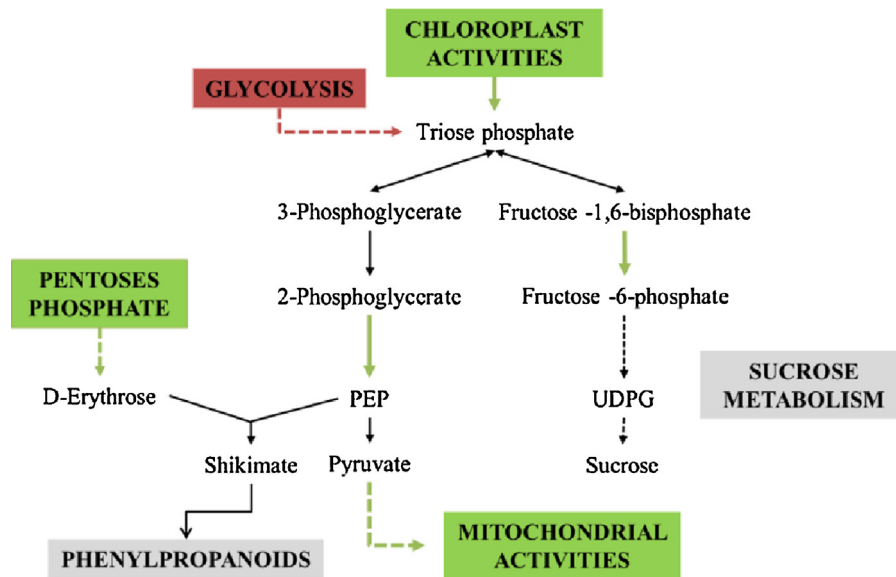 CHLOROPLAST
ACTIVITIES
GLYCOLYSIS
Triose phosphate
3-Phosphoglycerate
Fructose -1,6-bisphosphate
PENTOSES
PHOSPHATE
2-Phosphoglycerate
Fructose -6-phosphate
SUCROSE
METABOLISM
D-Erythrose
PEP
UDPG
Shikimate
Pyruvate
Sucrose
PHENYLPROPANOIDS
MITOCHONDRIAL
ACTIVITIES